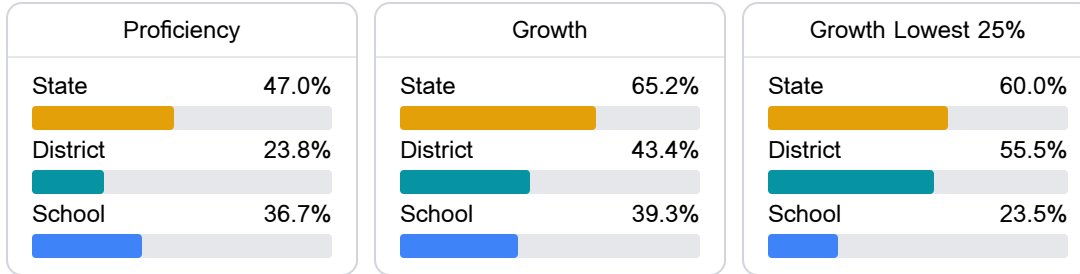 Proficiency
State 47.0%
District 23.8%
School 36.7%
Growth
State 65.2%
District 43.4%
School 39.3%
Growth Lowest 25%
State 60.0%
District 55.5%
School 23.5%